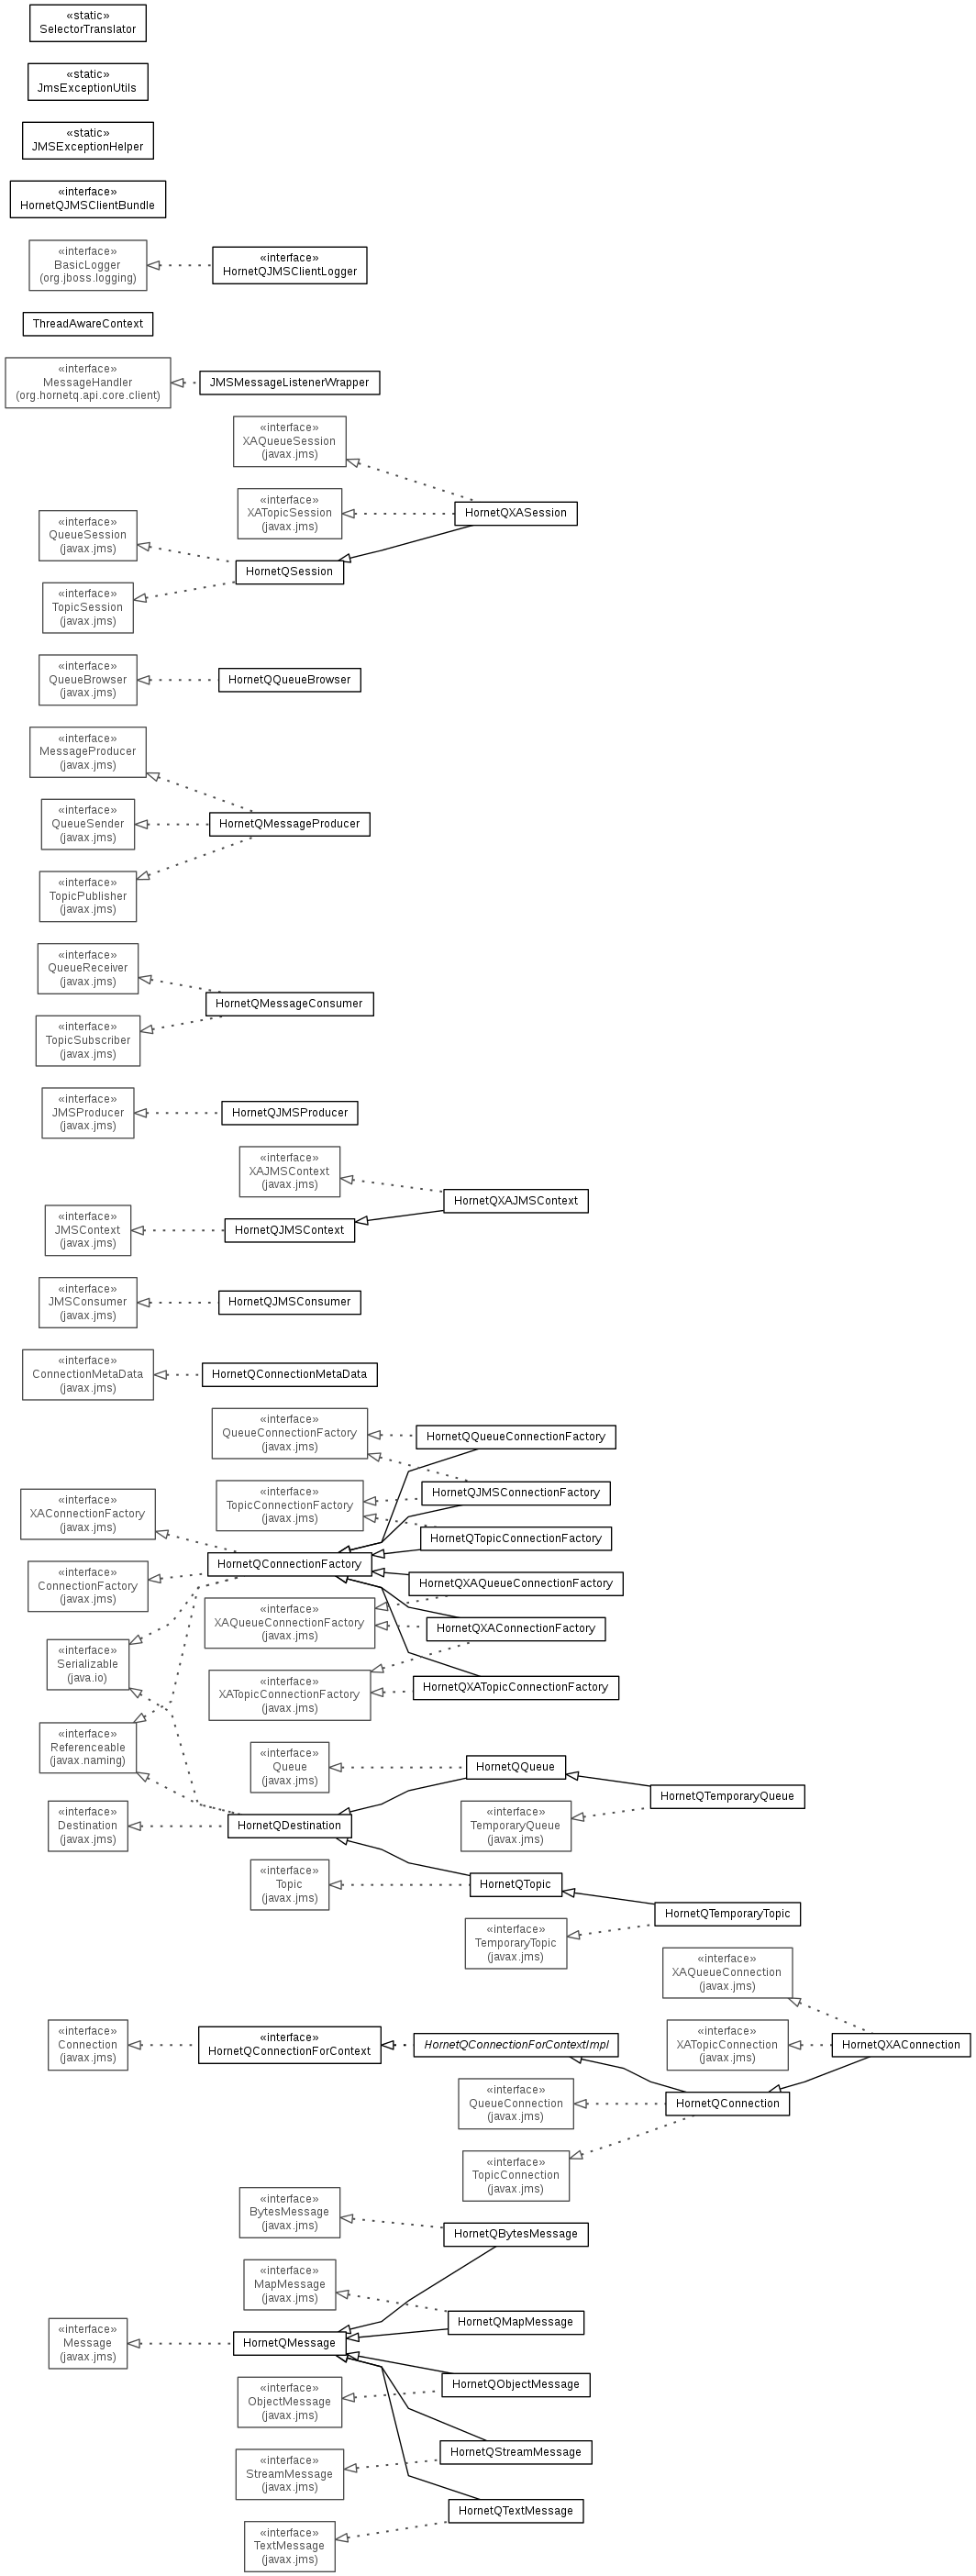 «static»
SelectorTranslator
«static»
JmsExceptionUtils
«static»
JMSExceptionHelper
«interface»
HornetQJMSClientBundle
«interface»
BasicLogger
(org.jboss.logging)
«interface»
HornetQJMSClientLogger
ThreadAwareContext
«interface»
MessageHandler
(org.hornetq.api.core.client)
JMSMessageListenerWrapper
«interface»
XAQueueSession
(javax.jms)
«interface»
XATopicSession
(javax.jms)
HornetQXASession
«interface»
QueueSession
(javax.jms)
HornetQSession
«interface»
TopicSession
(javax.jms)
«interface»
QueueBrowser
(javax.jms)
HornetQQueueBrowser
«interface»
MessageProducer
(javax.jms)
«interface»
QueueSender
(javax.jms)
HornetQMessageProducer
«interface»
TopicPublisher
(javax.jms)
«interface»
QueueReceiver
(javax.jms)
HornetQMessageConsumer
«interface»
TopicSubscriber
(javax.jms)
«interface»
JMSProducer
(javax.jms)
HornetQJMSProducer
«interface»
XAJMSContext
(javax.jms)
HornetQXAJMSContext
«interface»
JMSContext
(javax.jms)
HornetQJMSContext
«interface»
JMSConsumer
(javax.jms)
HornetQJMSConsumer
«interface»
ConnectionMetaData
(javax.jms)
HornetQConnectionMetaData
«interface»
QueueConnectionFactory
(javax.jms)
HornetQQueueConnectionFactory
«interface»
TopicConnectionFactory
(javax.jms)
HornetQJMSConnectionFactory
«interface»
XAConnectionFactory
(javax.jms)
HornetQTopicConnectionFactory
HornetQConnectionFactory
«interface»
ConnectionFactory
(javax.jms)
HornetQXAQueueConnectionFactory
«interface»
XAQueueConnectionFactory
(javax.jms)
HornetQXAConnectionFactory
«interface»
Serializable
(java.io)
«interface»
XATopicConnectionFactory
(javax.jms)
HornetQXATopicConnectionFactory
«interface»
Referenceable
(javax.naming)
«interface»
Queue
(javax.jms)
HornetQQueue
HornetQTemporaryQueue
«interface»
TemporaryQueue
(javax.jms)
«interface»
Destination
(javax.jms)
HornetQDestination
«interface»
Topic
(javax.jms)
HornetQTopic
HornetQTemporaryTopic
«interface»
TemporaryTopic
(javax.jms)
«interface»
XAQueueConnection
(javax.jms)
«interface»
Connection
(javax.jms)
«interface»
HornetQConnectionForContext
HornetQConnectionForContextImpl
«interface»
XATopicConnection
(javax.jms)
HornetQXAConnection
«interface»
QueueConnection
(javax.jms)
HornetQConnection
«interface»
TopicConnection
(javax.jms)
«interface»
BytesMessage
(javax.jms)
HornetQBytesMessage
«interface»
MapMessage
(javax.jms)
HornetQMapMessage
«interface»
Message
(javax.jms)
HornetQMessage
«interface»
ObjectMessage
(javax.jms)
HornetQObjectMessage
«interface»
StreamMessage
(javax.jms)
HornetQStreamMessage
HornetQTextMessage
«interface»
TextMessage
(javax.jms)